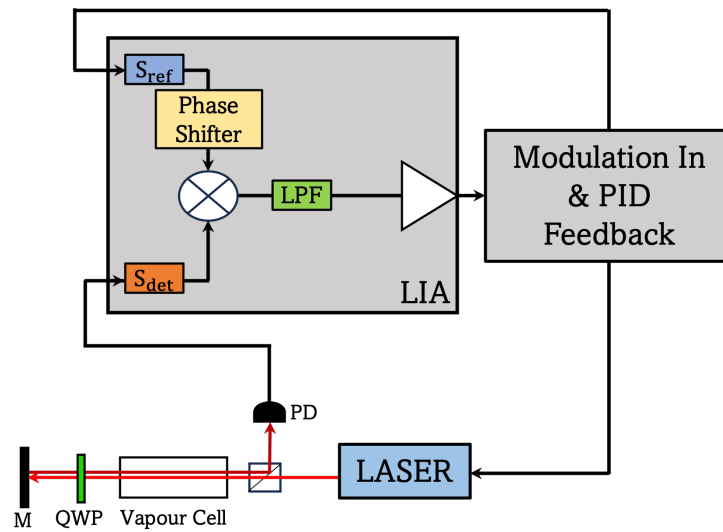 S_ref
Phase
Shifter
LPF
S_det
LIA
Modulation In
& PID
Feedback
PD
LASER
M
QWP
Vapour Cell